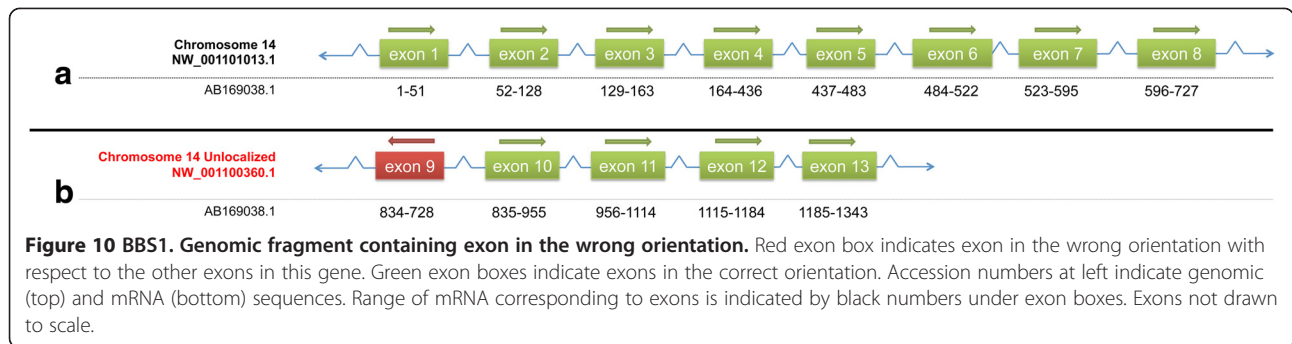 Chromosome 14
NW_001101013.1
exon 1 exon 2 exon 3 exon 4 exon 5 exon 6 exon 7 exon 8
a
AB169038.1 1-51 52-128 129-163 164-436 437-483 484-522 523-595 596-727
Chromosome 14 Unlocalized
NW_001100360.1
exon 9 exon 10 exon 11 exon 12 exon 13
b
AB169038.1 834-728 835-955 956-1114 1115-1184 1185-1343
Figure 10 BBS1. Genomic fragment containing exon in the wrong orientation. Red exon box indicates exon in the wrong orientation with
respect to the other exons in this gene. Green exon boxes indicate exons in the correct orientation. Accession numbers at left indicate genomic
(top) and mRNA (bottom) sequences. Range of mRNA corresponding to exons is indicated by black numbers under exon boxes. Exons not drawn
to scale.